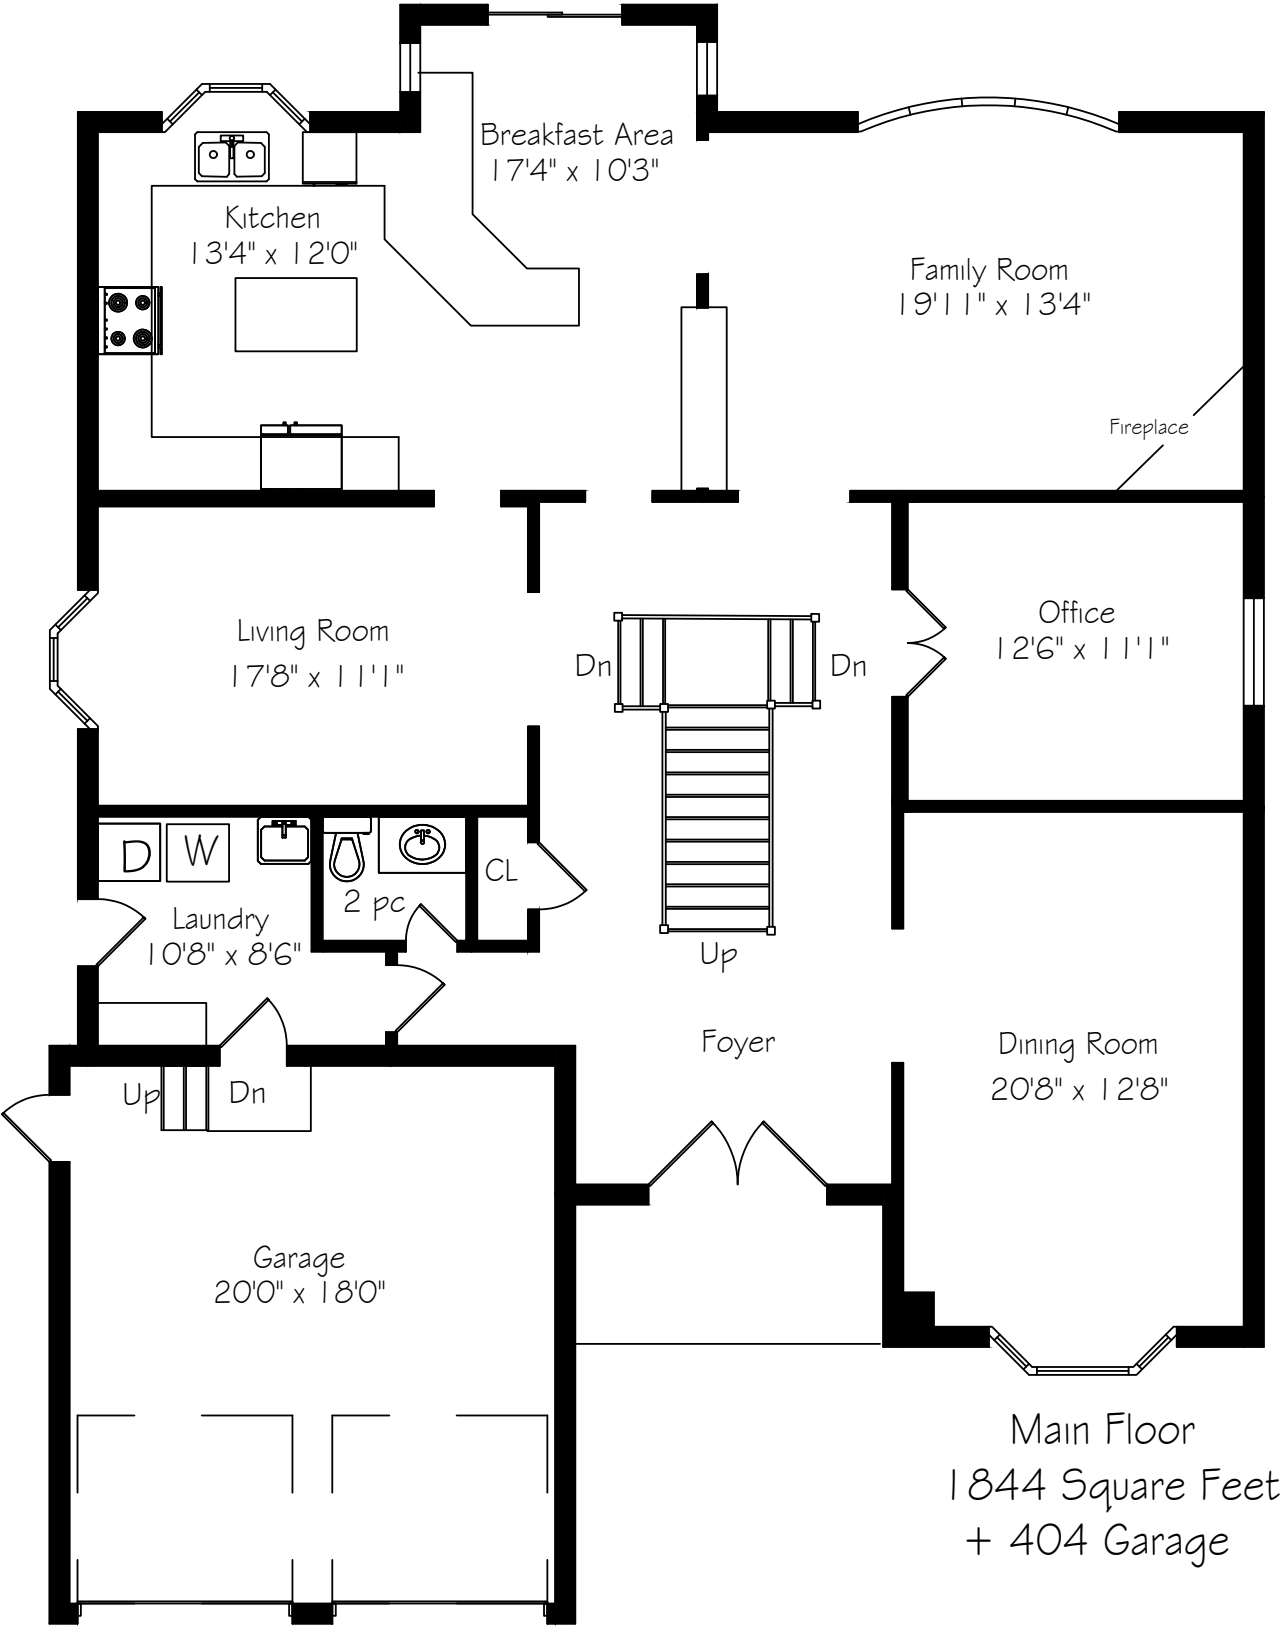 Breakfast Area
17'4" x 10'3"
Kitchen
13'4" x 12'0"
Family Room
19'11" x 13'4"
Fireplace
Living Room
17'8" x 11'1"
Dn
Dn
Office
12'6" x 11'1"
D
W
CL
2 pc
Laundry
10'8" x 8'6"
Up
Foyer
Dining Room
20'8" x 12'8"
Up
Dn
Garage
20'0" x 18'0"
Main Floor
1844 Square Feet
+ 404 Garage